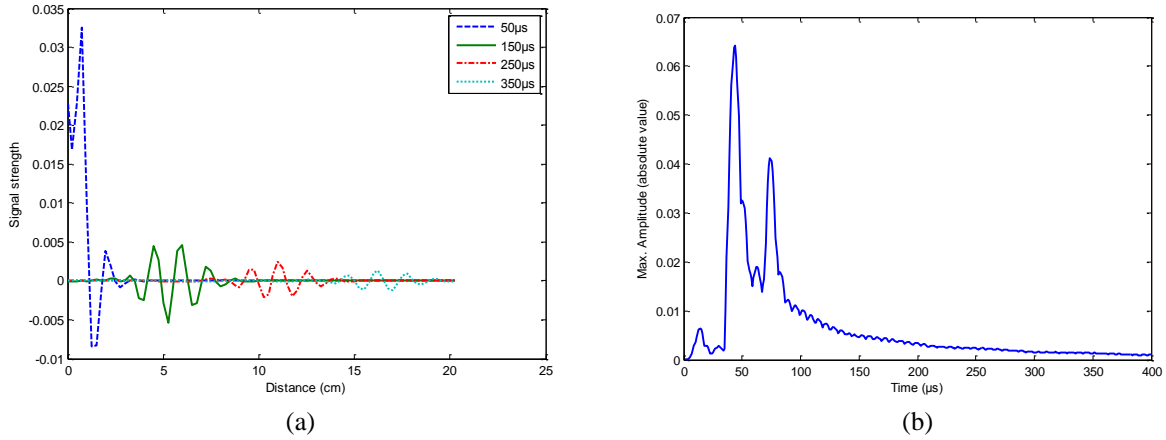 0.035
0.03
0.025
0.02
0.015
0.01
0.005
0
-0.005
-0.01
Signal strength
0 5 10 15 20 25
Distance (cm)
50µs
150µs
250µs
350µs
(a)
0.07
0.06
0.05
0.04
0.03
0.02
0.01
0
Max. Amplitude (absolute value)
0 50 100 150 200 250 300 350 400
Time (µs)
(b)